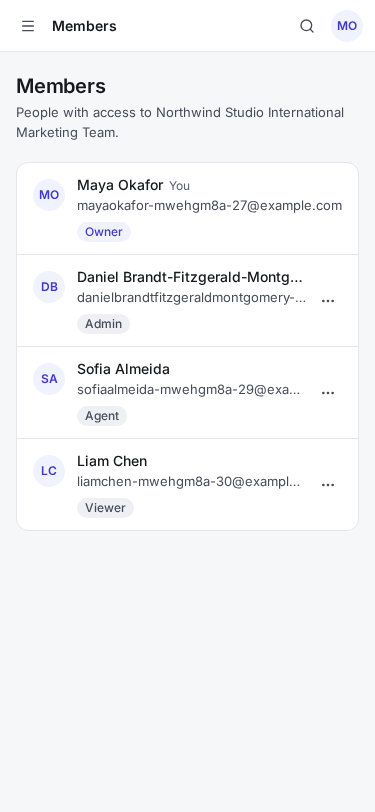 Members
MO
Members
People with access to Northwind Studio International
Marketing Team.
MO
Maya Okafor You
mayaokafor-mwehgm8a-27@example.com
Owner
DB
Daniel Brandt-Fitzgerald-Montg...
danielbrandtfitzgeraldmontgomery-...
Admin
SA
Sofia Almeida
sofiaalmeida-mwehgm8a-29@exa...
Agent
LC
Liam Chen
liamchen-mwehgm8a-30@exampl...
Viewer